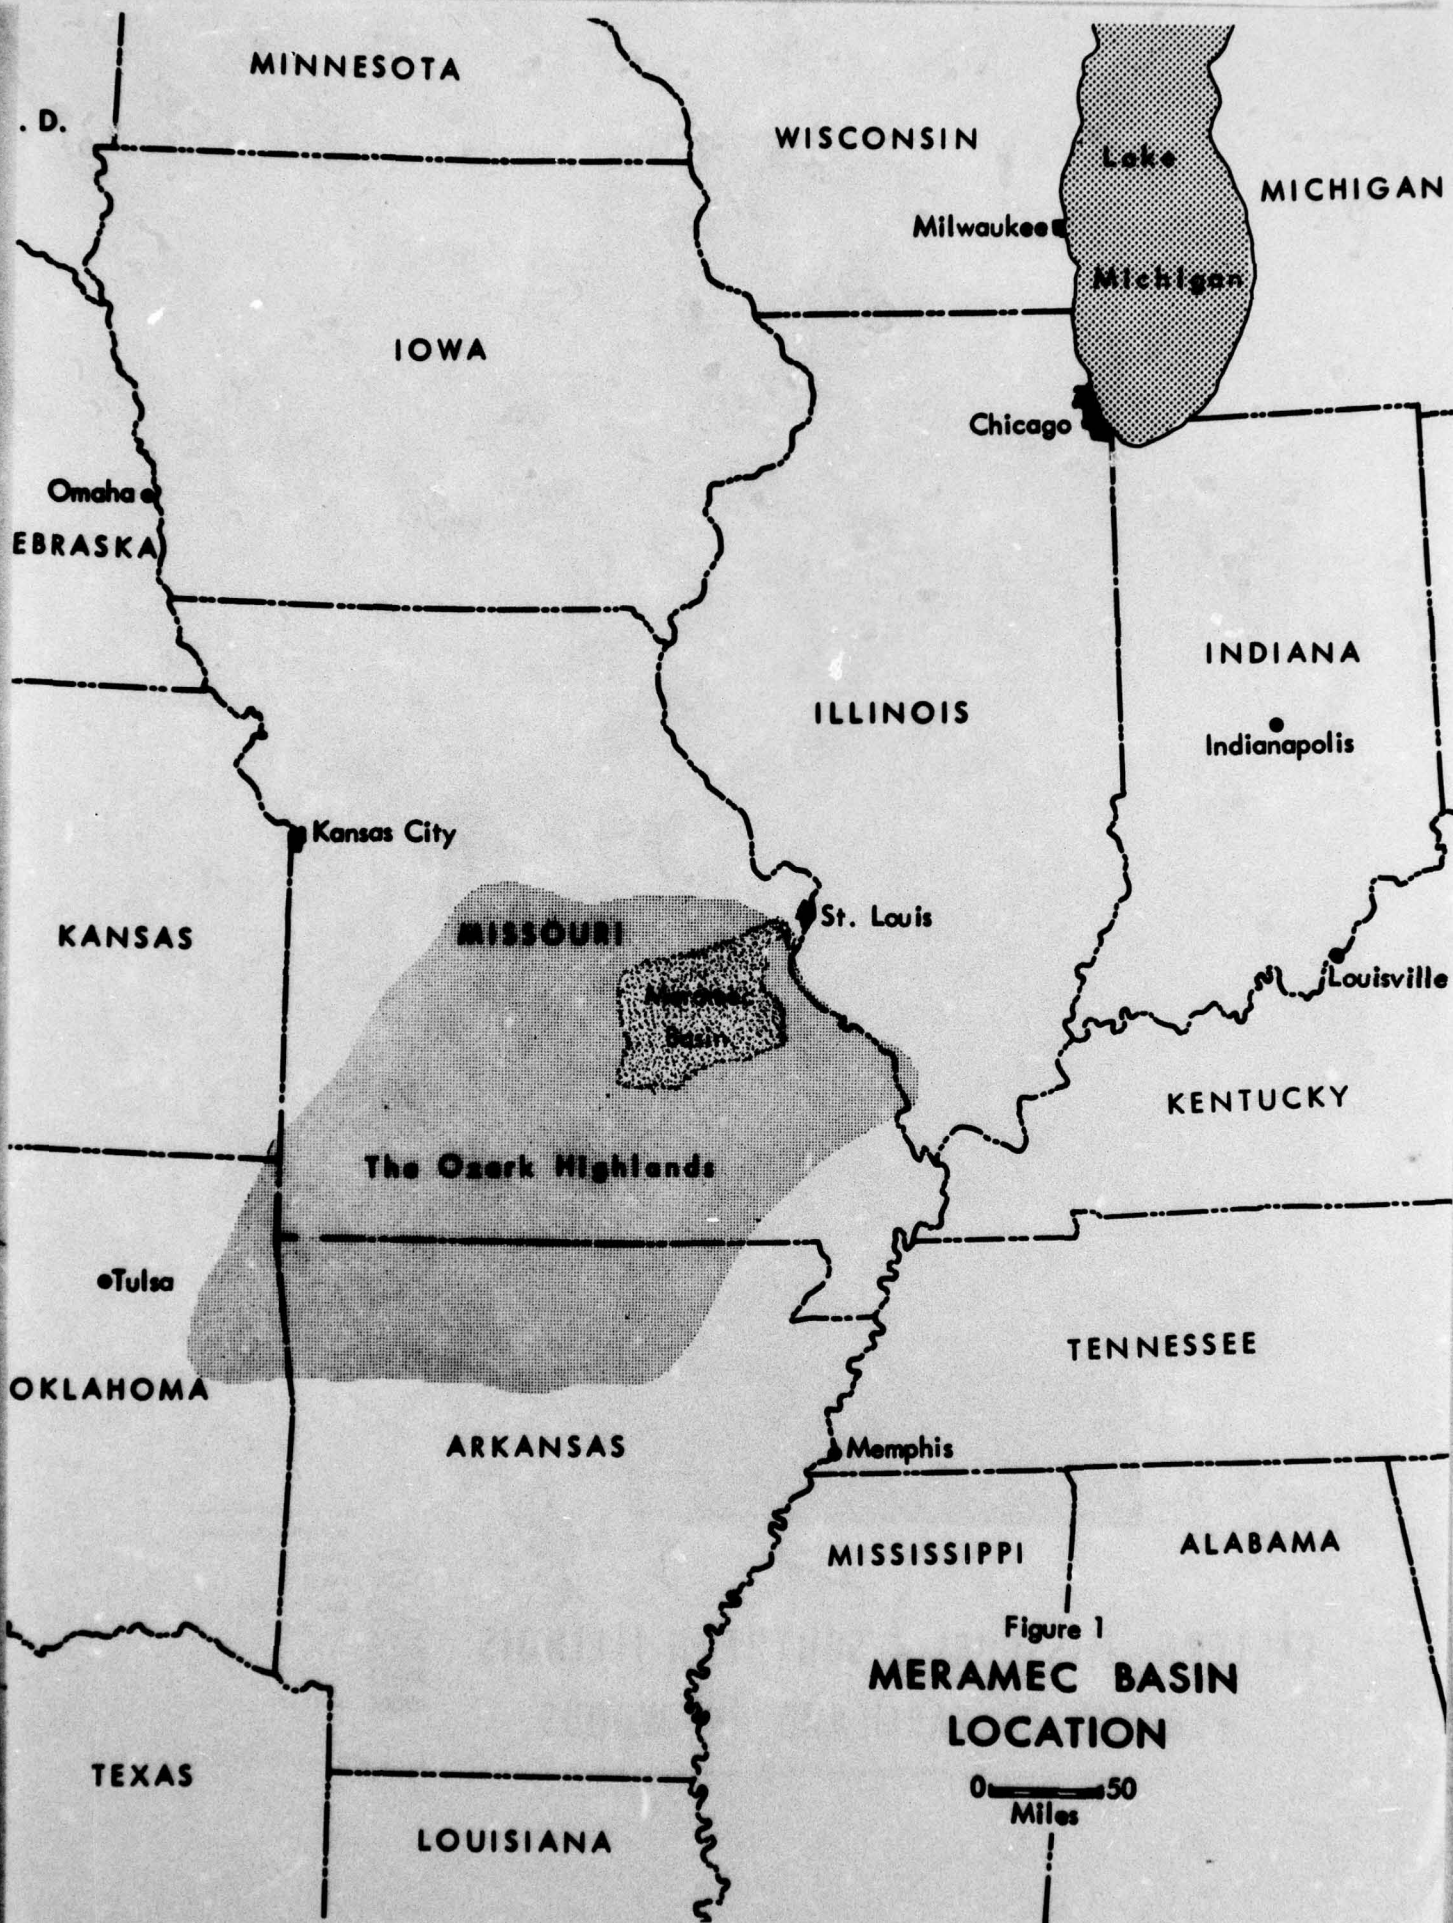 MINNESOTA
. D.
WISCONSIN
Lake
MICHIGAN
Milwaukee
Michigan
IOWA
Chicago
Omaha
EBRASKA
INDIANA
ILLINOIS
Indianapolis
Kansas City
St. Louis
MISSOURI
KANSAS
Louisville
Meramec
Basin
KENTUCKY
The Ozark Highlands
Tulsa
TENNESSEE
OKLAHOMA
ARKANSAS
Memphis
MISSISSIPPI
ALABAMA
Figure 1
MERAMEC BASIN
LOCATION
TEXAS
0 50
Miles
LOUISIANA